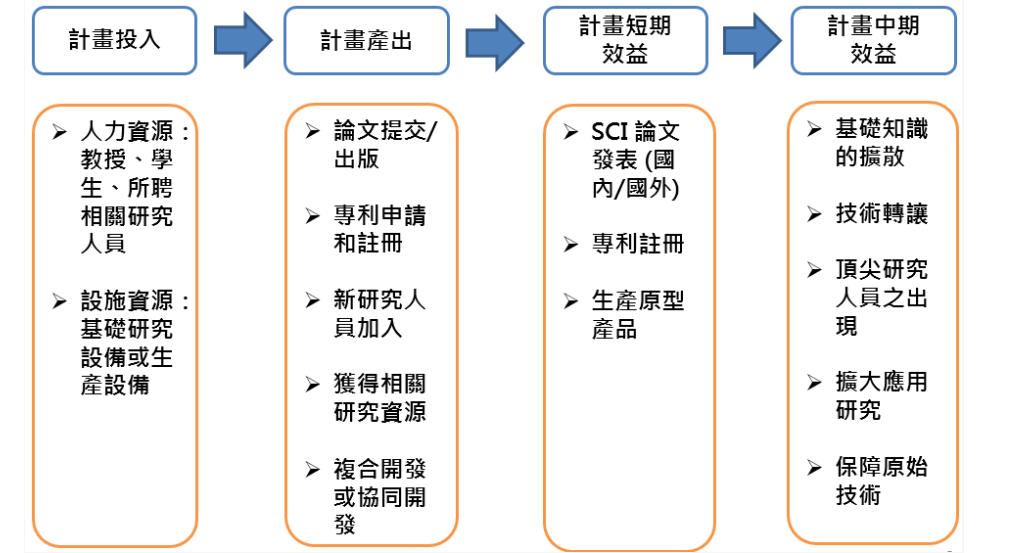 計畫投入
計畫產出
計畫短期
效益
計畫中期
效益
➢ 人力資源：
教授、學
生、所聘
相關研究
人員
➢ 設施資源：
基礎研究
設備或生
產設備
➢ 論文提交/
出版
➢ 專利申請
和註冊
➢ 新研究人
員加入
➢ 獲得相關
研究資源
➢ 複合開發
或協同開
發
➢ SCI 論文
發表 (國
內/國外)
➢ 專利註冊
➢ 生產原型
產品
➢ 基礎知識
的擴散
➢ 技術轉讓
➢ 頂尖研究
人員之出
現
➢ 擴大應用
研究
➢ 保障原始
技術